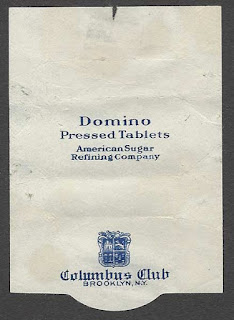 Domino
Pressed Tablets
American Sugar
Refining Company
Columbus Club
BROOKLYN, N.Y.